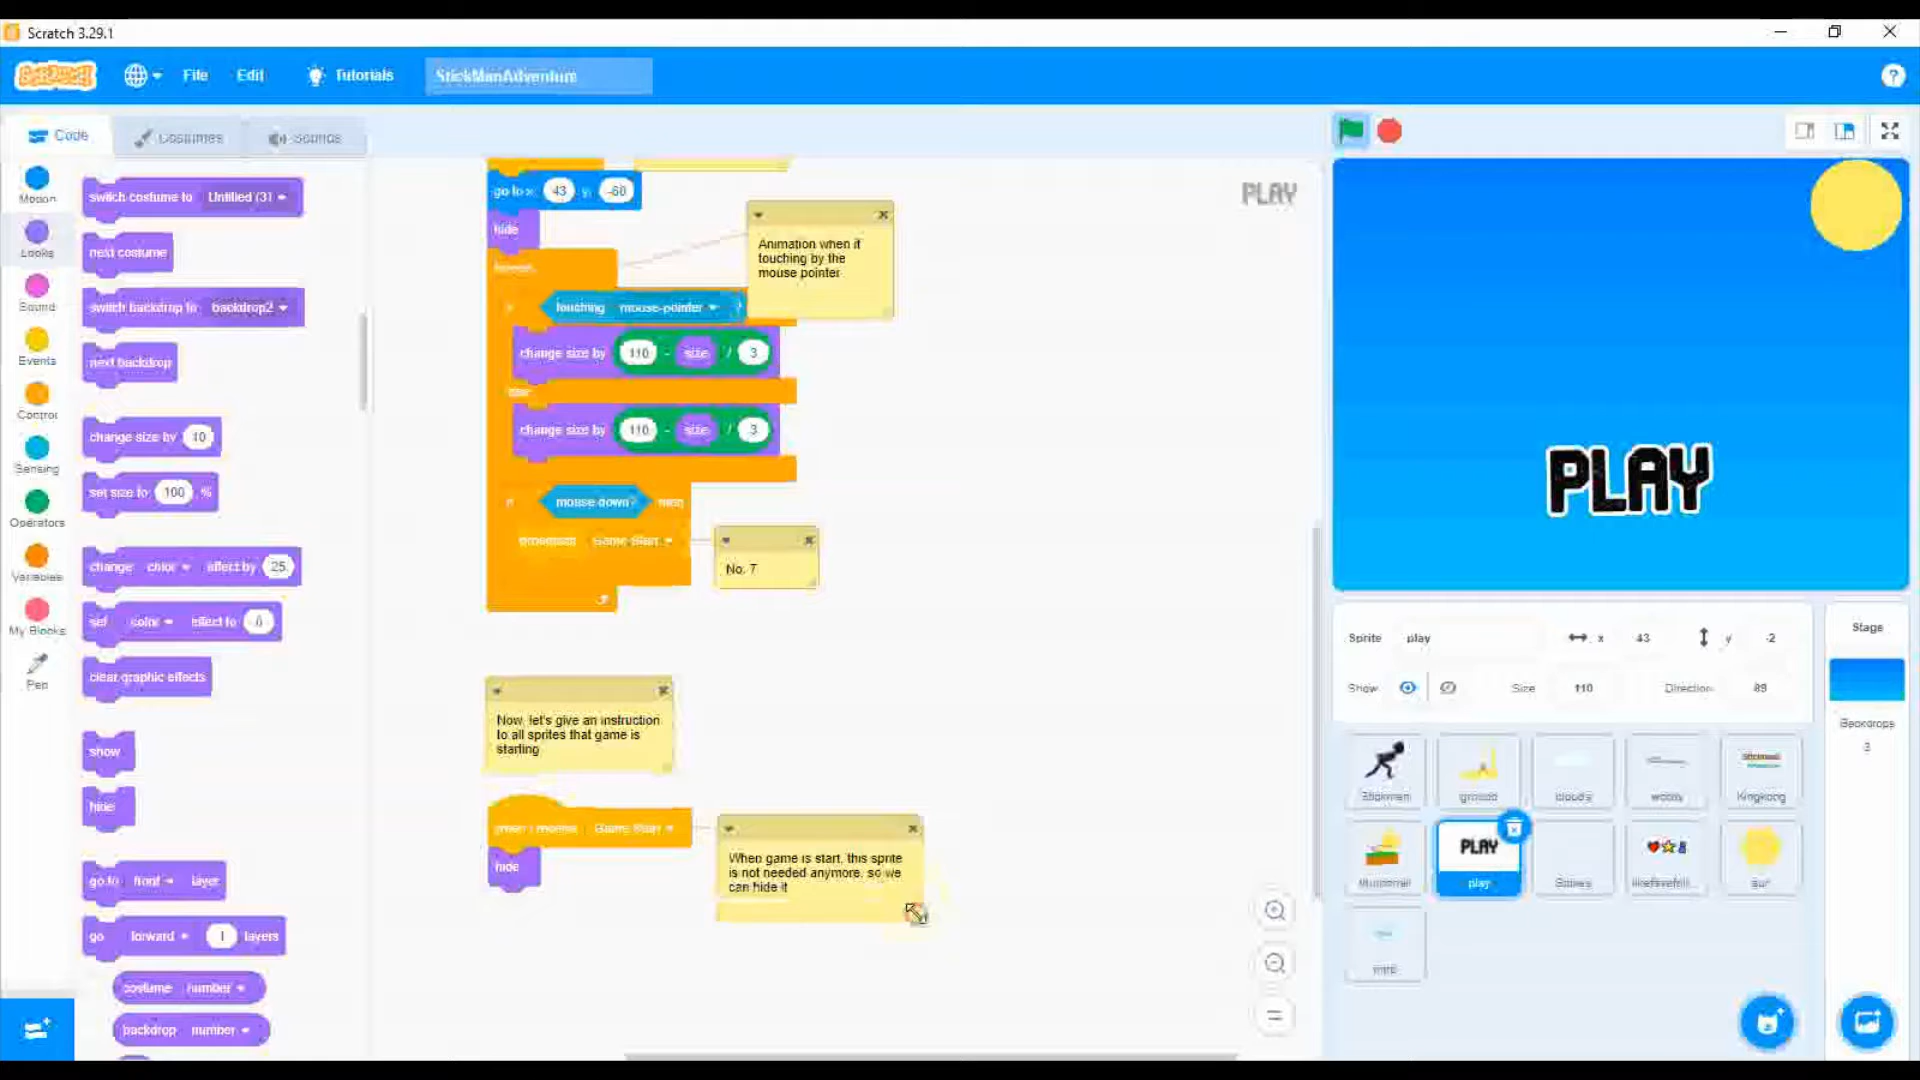 Scratch 3.29.1
SCRATCH
File
Edit
Tutorials
StickManAdventure
Code
Costumes
Sounds
Motion
Looks
Sound
Events
Control
Sensing
Operators
Variables
My Blocks
Pen
switch costume to Untitled (3)
next costume
switch backdrop to backdrop2
next backdrop
change size by 10
set size to 100 %
change color effect by 25
set color effect to 0
clear graphic effects
show
hide
go to front layer
go forward 1 layers
costume number
backdrop number
go to x: 43 y: -60
hide
forever
if touching mouse-pointer ?
change size by 110 - size / 3
else
change size by 110 - size / 3
if mouse down? then
broadcast Game Start
Animation when it
touching by the
mouse pointer
No. 7
Now, let's give an instruction
to all sprites that game is
starting
when I receive Game Start
hide
When game is start, this sprite
is not needed anymore, so we
can hide it
PLAY
PLAY
Sprite play x 43 y -2
Show Size 110 Direction 89
Stickman
ground
clouds
Kingkong
PLAY
play
sun
Stage
Backdrops
3